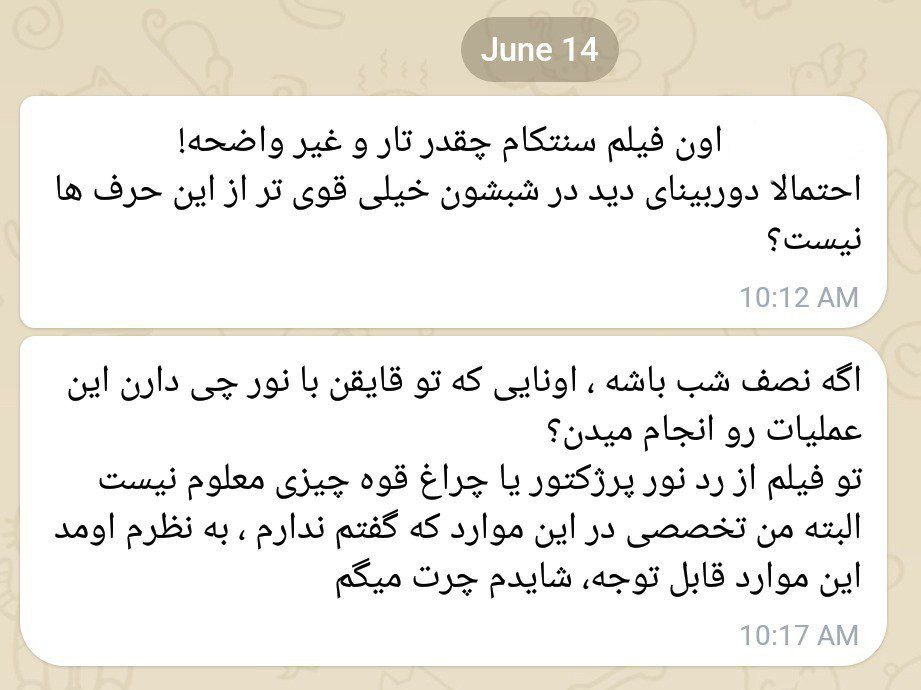 June 14
اون فیلم سنتکام چقدر تار و غیر واضحه!
احتمالا دوربینای دید در شبشون خیلی قوی تر از این حرف ها
نیست؟
10:12 AM
اگه نصف شب باشه ، اونایی که تو قایقن با نور چی دارن این
عملیات رو انجام میدن؟
تو فیلم از رد نور پرژکتور یا چراغ قوه چیزی معلوم نیست
البته من تخصصی در این موارد که گفتم ندارم ، به نظرم اومد
این موارد قابل توجه، شایدم چرت میگم
10:17 AM